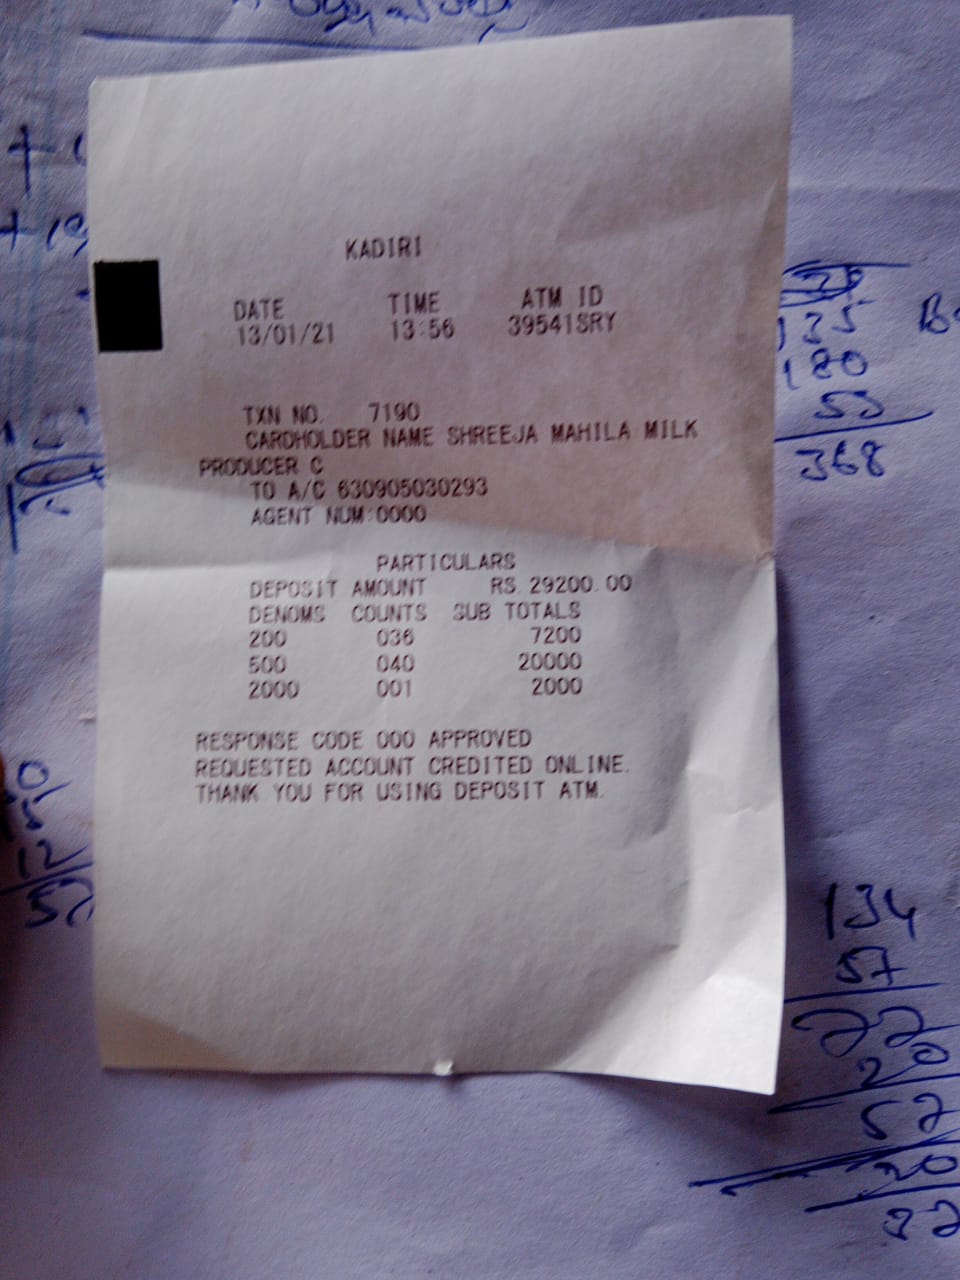 KADIRI
DATE TIME ATM ID
13/01/21 13:56 39541SRY
TXN NO. 7190
CARDHOLDER NAME SHREEJA MAHILA MILK
PRODUCER C
TO A/C 630905030293
AGENT NUM:0000
PARTICULARS
DEPOSIT AMOUNT RS. 29200.00
DENOMS COUNTS SUB TOTALS
200 036 7200
500 040 20000
2000 001 2000
RESPONSE CODE 000 APPROVED
REQUESTED ACCOUNT CREDITED ONLINE.
THANK YOU FOR USING DEPOSIT ATM.
135
180
53
368
134
57
20
52
20